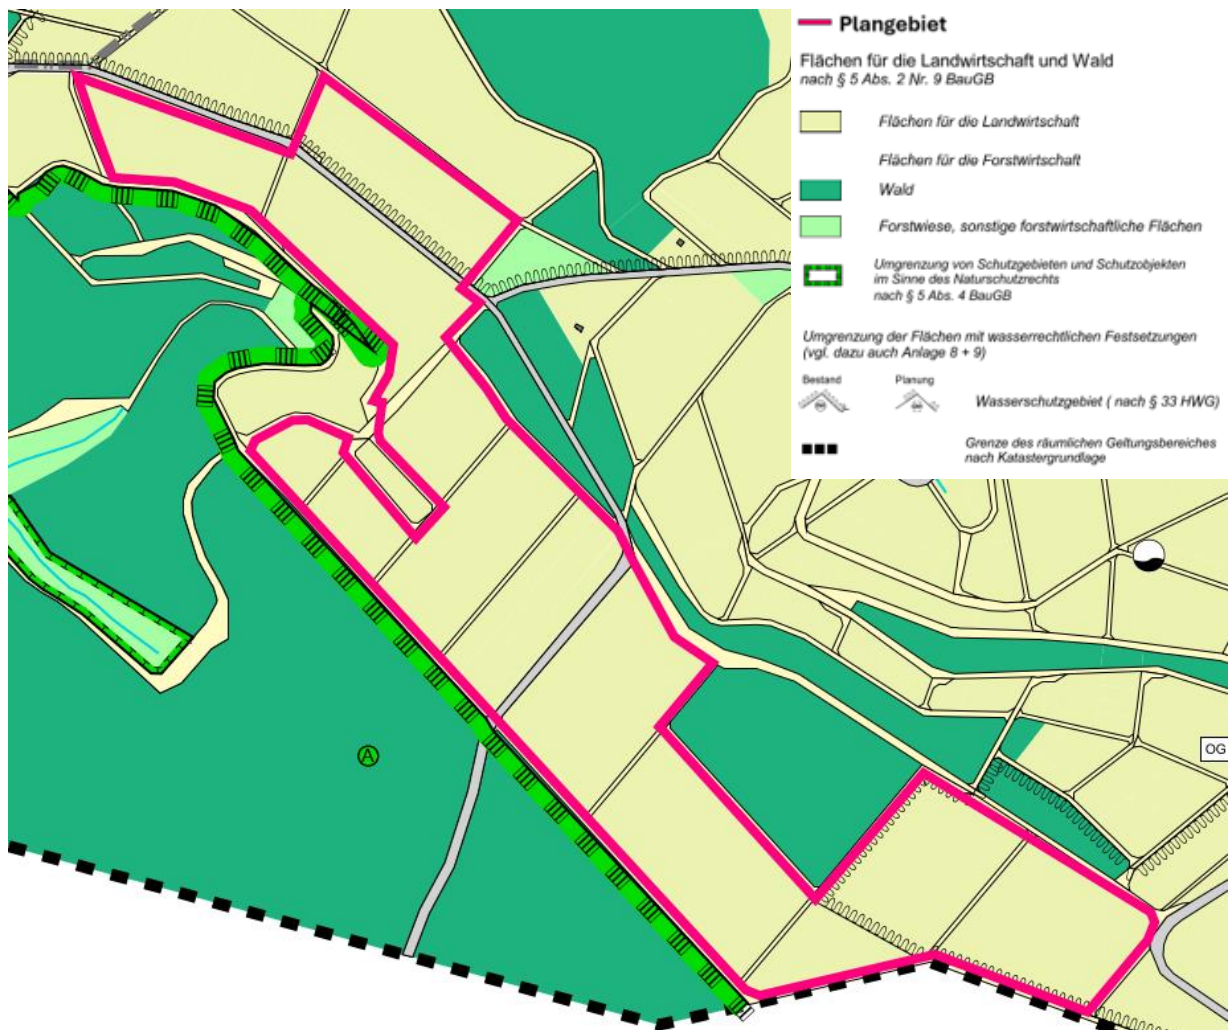 Plangebiet
Flächen für die Landwirtschaft und Wald
nach § 5 Abs. 2 Nr. 9 BauGB
Flächen für die Landwirtschaft
Flächen für die Forstwirtschaft
Wald
Forstwiese, sonstige forstwirtschaftliche Flächen
Umgrenzung von Schutzgebieten und Schutzobjekten
im Sinne des Naturschutzrechts
nach § 5 Abs. 4 BauGB
Umgrenzung der Flächen mit wasserrechtlichen Festsetzungen
(vgl. dazu auch Anlage 8 + 9)
Bestand
Planung
Wasserschutzgebiet ( nach § 33 HWG)
Grenze des räumlichen Geltungsbereiches
nach Katastergrundlage
OG
A